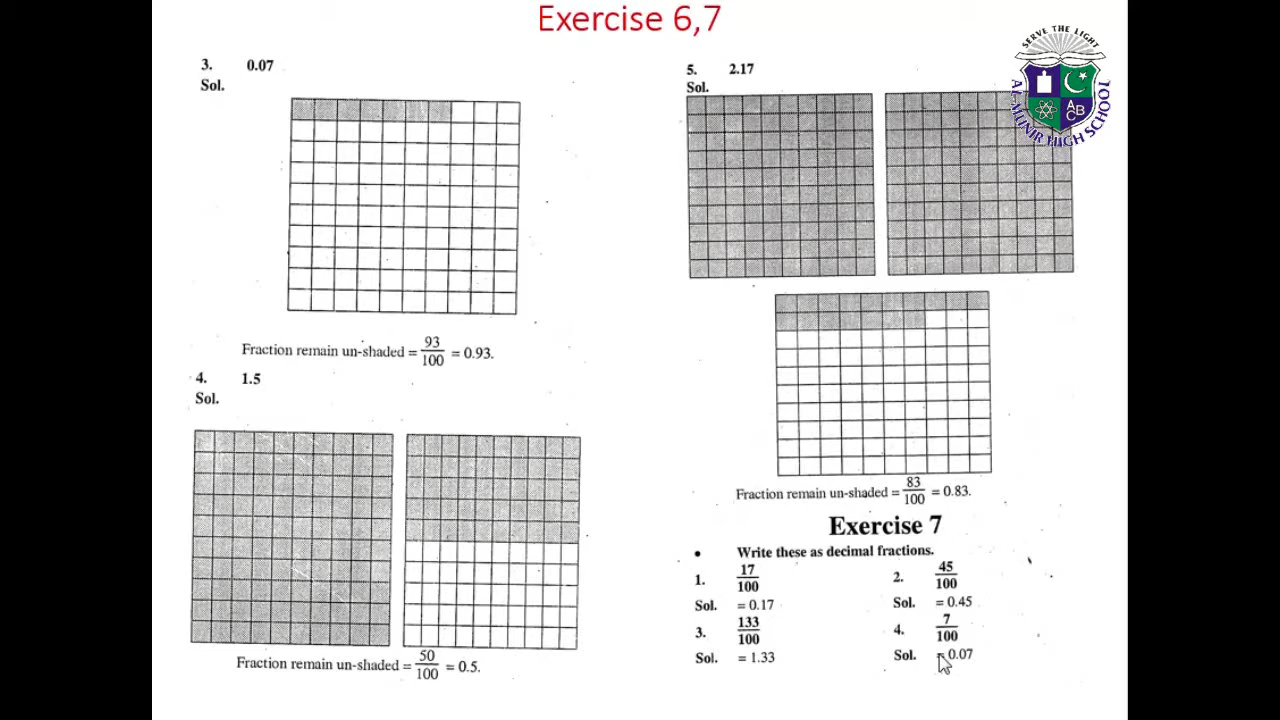 Exercise 6,7
3. 0.07
Sol.
Fraction remain un-shaded = 93/100 = 0.93.
4. 1.5
Sol.
Fraction remain un-shaded = 50/100 = 0.5.
5. 2.17
Sol.
Fraction remain un-shaded = 83/100 = 0.83.
Exercise 7
• Write these as decimal fractions.
1. 17/100 2. 45/100
Sol. = 0.17 Sol. = 0.45
3. 133/100 4. 7/100
Sol. = 1.33 Sol. = 0.07
SERVE THE LIGHT
ABC
AL-MUNIR HIGH SCHOOL